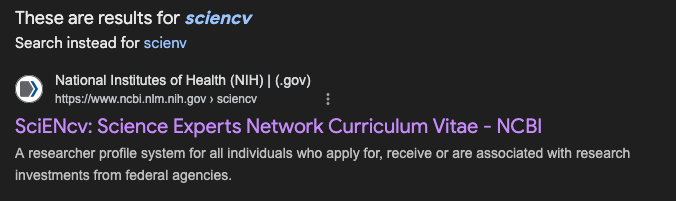 These are results for sciencv
Search instead for scienv
National Institutes of Health (NIH) | (.gov)
https://www.ncbi.nlm.nih.gov › sciencv
SciENcv: Science Experts Network Curriculum Vitae - NCBI
A researcher profile system for all individuals who apply for, receive or are associated with research
investments from federal agencies.